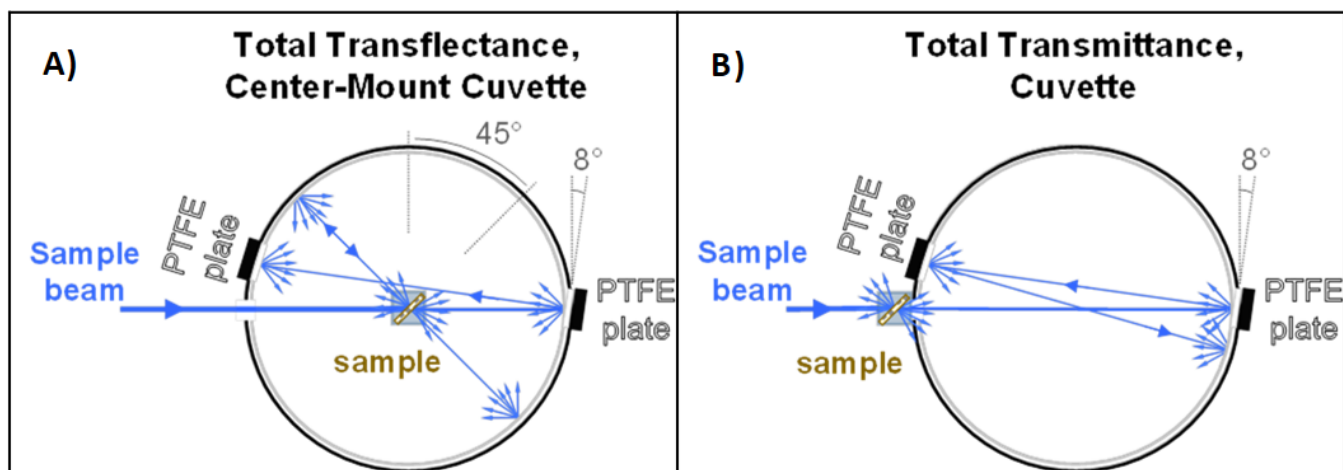 A)
Total Transflectance,
Center-Mount Cuvette
45°
8°
PTFE
plate
Sample
beam
PTFE
plate
sample
B)
Total Transmittance,
Cuvette
8°
PTFE
plate
Sample
beam
PTFE
plate
sample